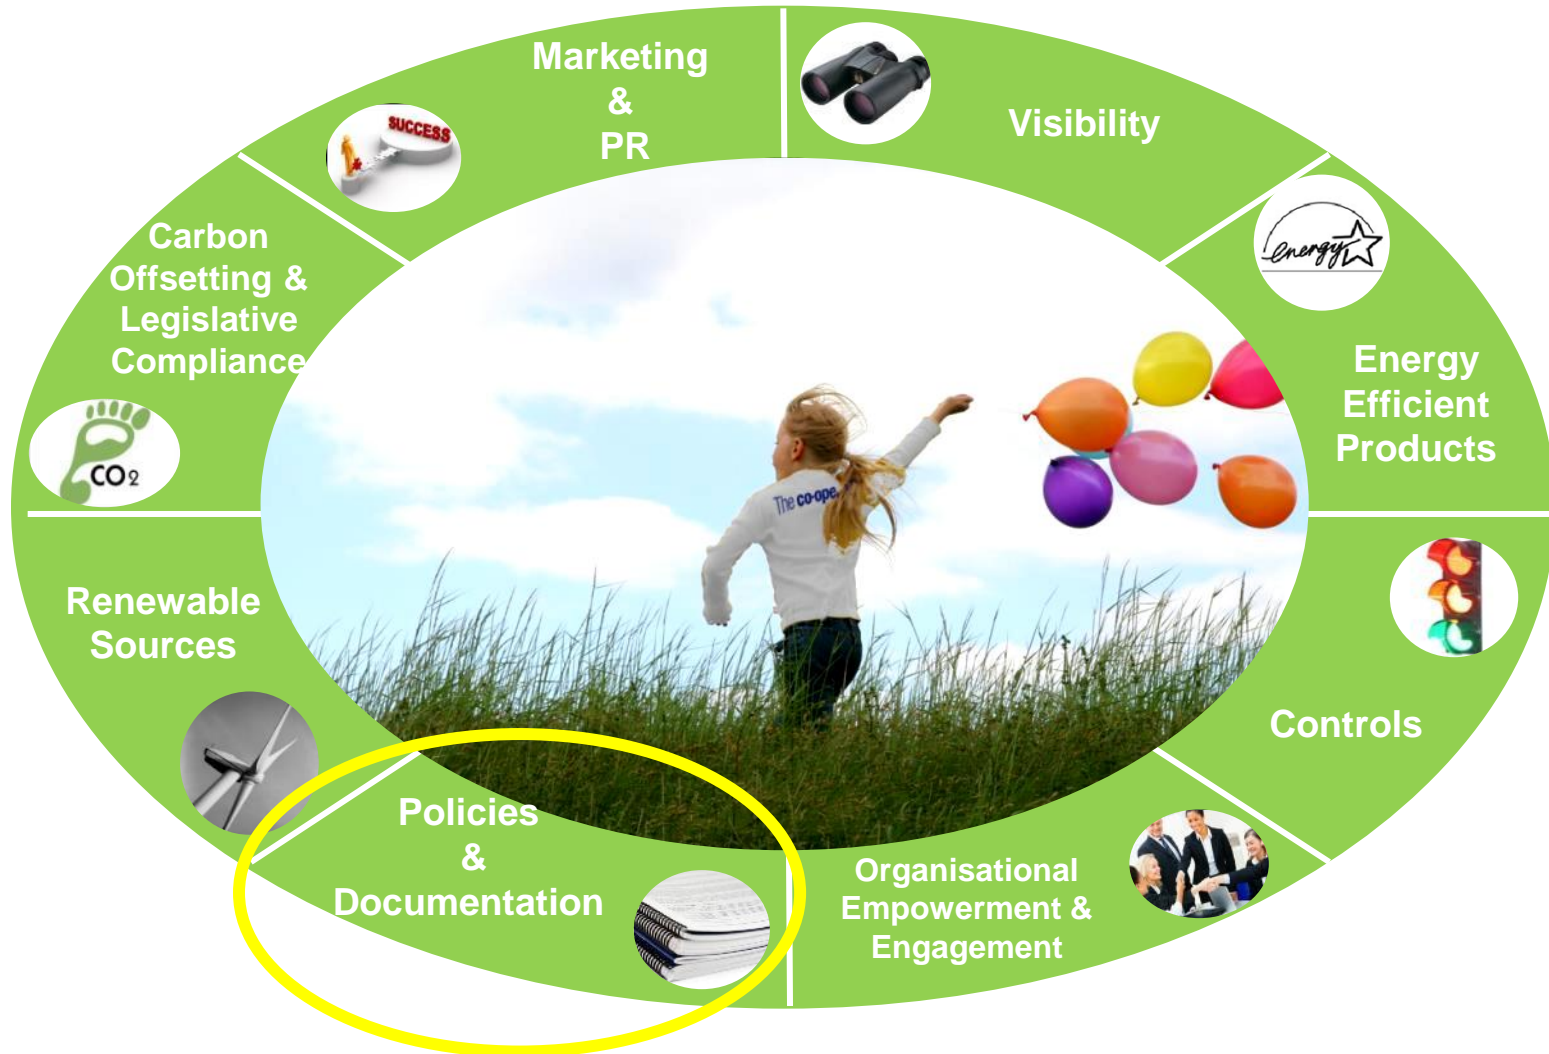 Marketing
&
PR
Visibility
SUCCESS
energy
Energy
Efficient
Products
Controls
Organisational
Empowerment &
Engagement
Policies
&
Documentation
Renewable
Sources
Carbon
Offsetting &
Legislative
Compliance
CO2
The co-ope